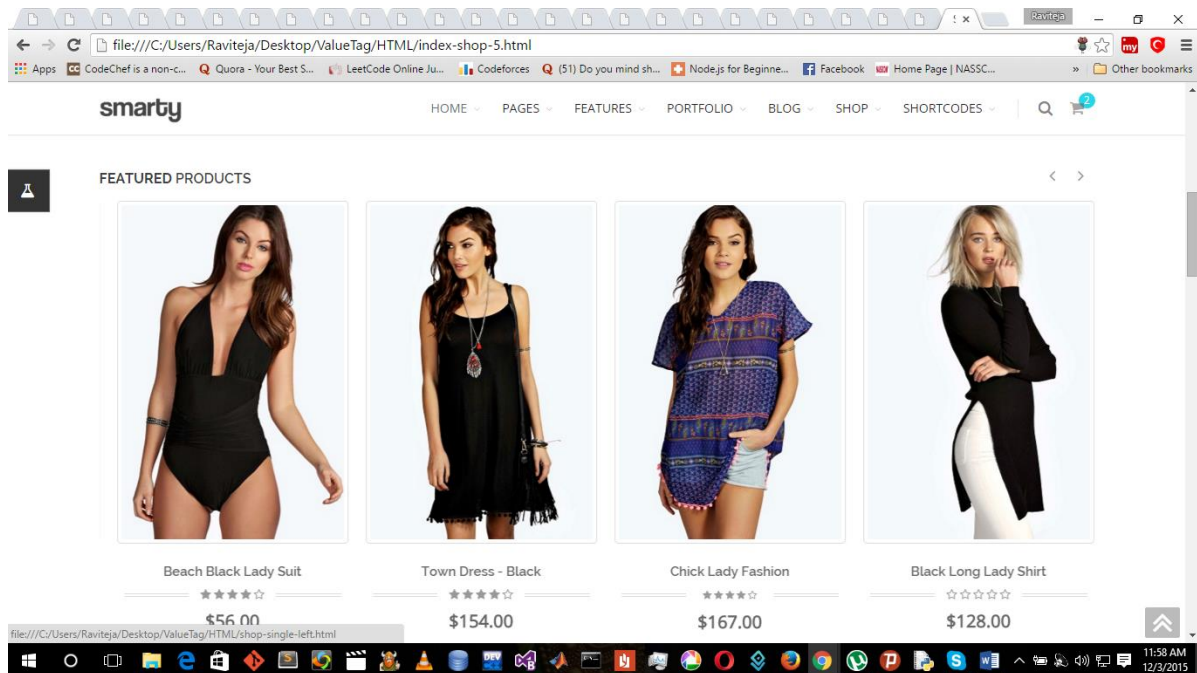 Raviteja
file:///C:/Users/Raviteja/Desktop/ValueTag/HTML/index-shop-5.html
my
Apps CC CodeChef is a non-c... Q Quora - Your Best S... LeetCode Online Ju... Codeforces Q (51) Do you mind sh... Node.js for Beginne... Facebook Home Page | NASSC... » Other bookmarks
smarty HOME PAGES FEATURES PORTFOLIO BLOG SHOP SHORTCODES 2
FEATURED PRODUCTS
Beach Black Lady Suit Town Dress - Black Chick Lady Fashion Black Long Lady Shirt
$56.00 $154.00 $167.00 $128.00
file:///C:/Users/Raviteja/Desktop/ValueTag/HTML/shop-single-left.html
11:58 AM
12/3/2015